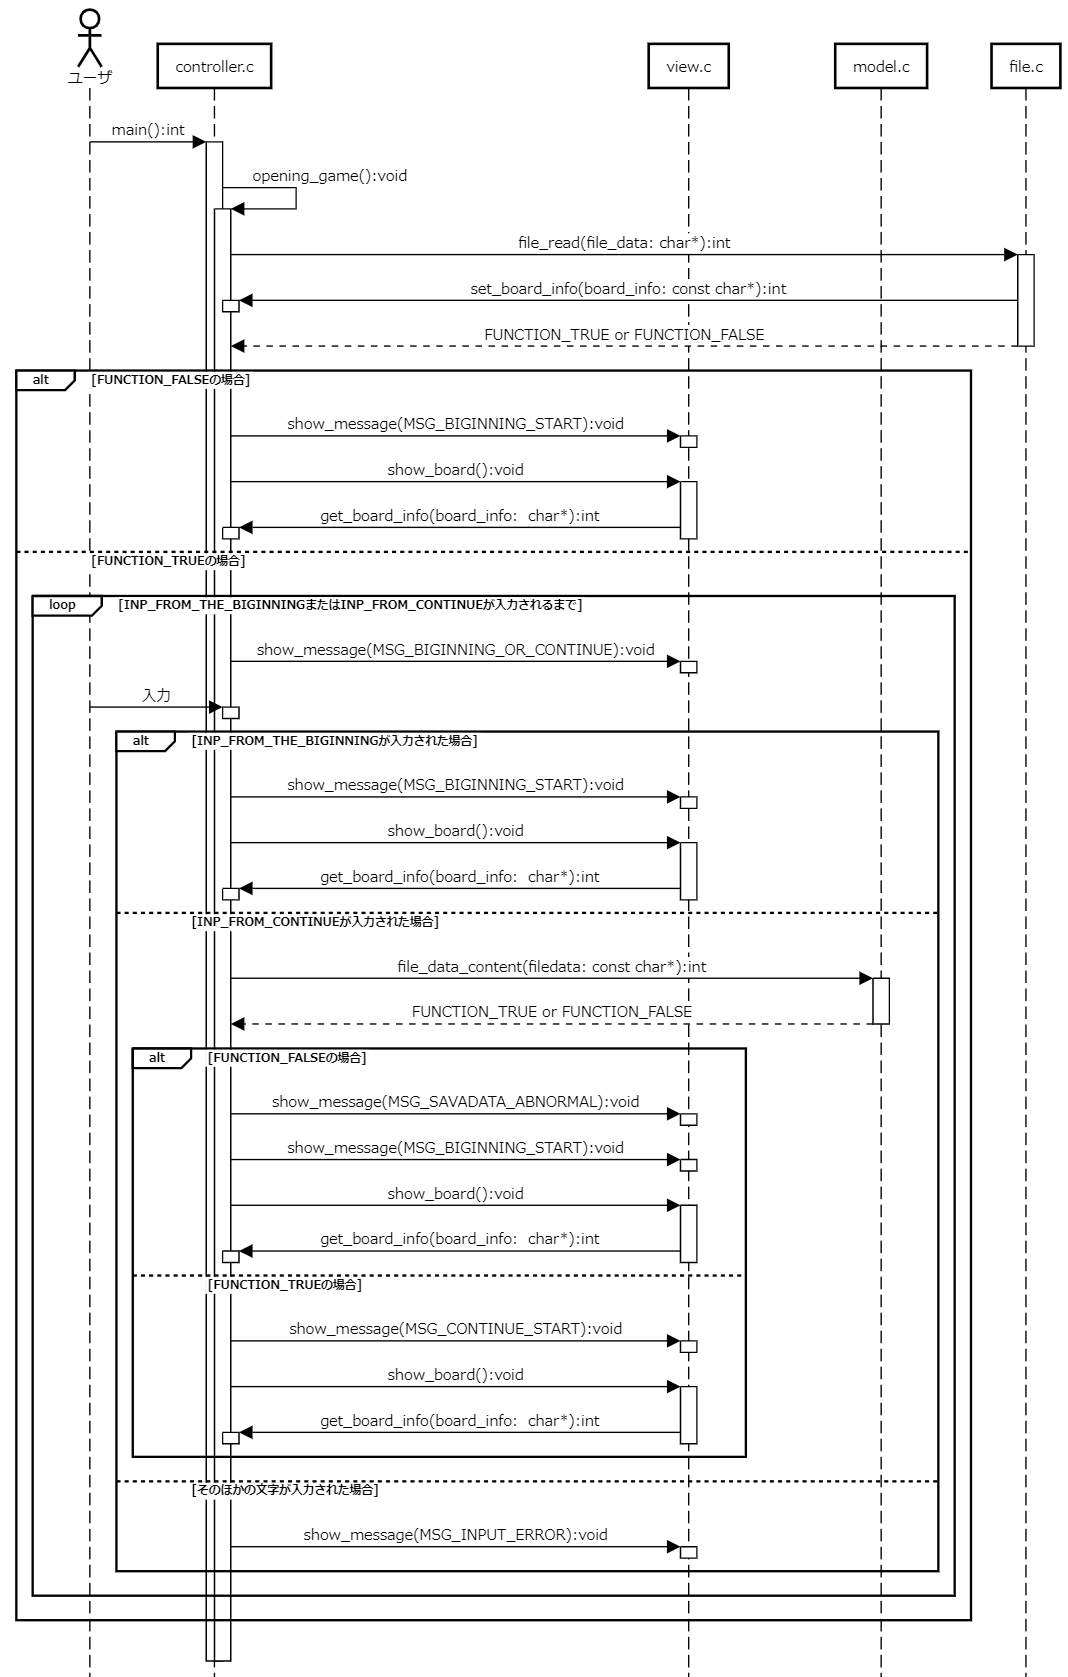 ユーザ
controller.c
view.c
model.c
file.c
main():int
opening_game():void
file_read(file_data: char*):int
set_board_info(board_info: const char*):int
FUNCTION_TRUE or FUNCTION_FALSE
alt
[FUNCTION_FALSEの場合]
show_message(MSG_BIGINNING_START):void
show_board():void
get_board_info(board_info:  char*):int
[FUNCTION_TRUEの場合]
loop
[INP_FROM_THE_BIGINNINGまたはINP_FROM_CONTINUEが入力されるまで]
show_message(MSG_BIGINNING_OR_CONTINUE):void
入力
alt
[INP_FROM_THE_BIGINNINGが入力された場合]
show_message(MSG_BIGINNING_START):void
show_board():void
get_board_info(board_info:  char*):int
[INP_FROM_CONTINUEが入力された場合]
file_data_content(filedata: const char*):int
FUNCTION_TRUE or FUNCTION_FALSE
alt
[FUNCTION_FALSEの場合]
show_message(MSG_SAVADATA_ABNORMAL):void
show_message(MSG_BIGINNING_START):void
show_board():void
get_board_info(board_info:  char*):int
[FUNCTION_TRUEの場合]
show_message(MSG_CONTINUE_START):void
show_board():void
get_board_info(board_info:  char*):int
[そのほかの文字が入力された場合]
show_message(MSG_INPUT_ERROR):void